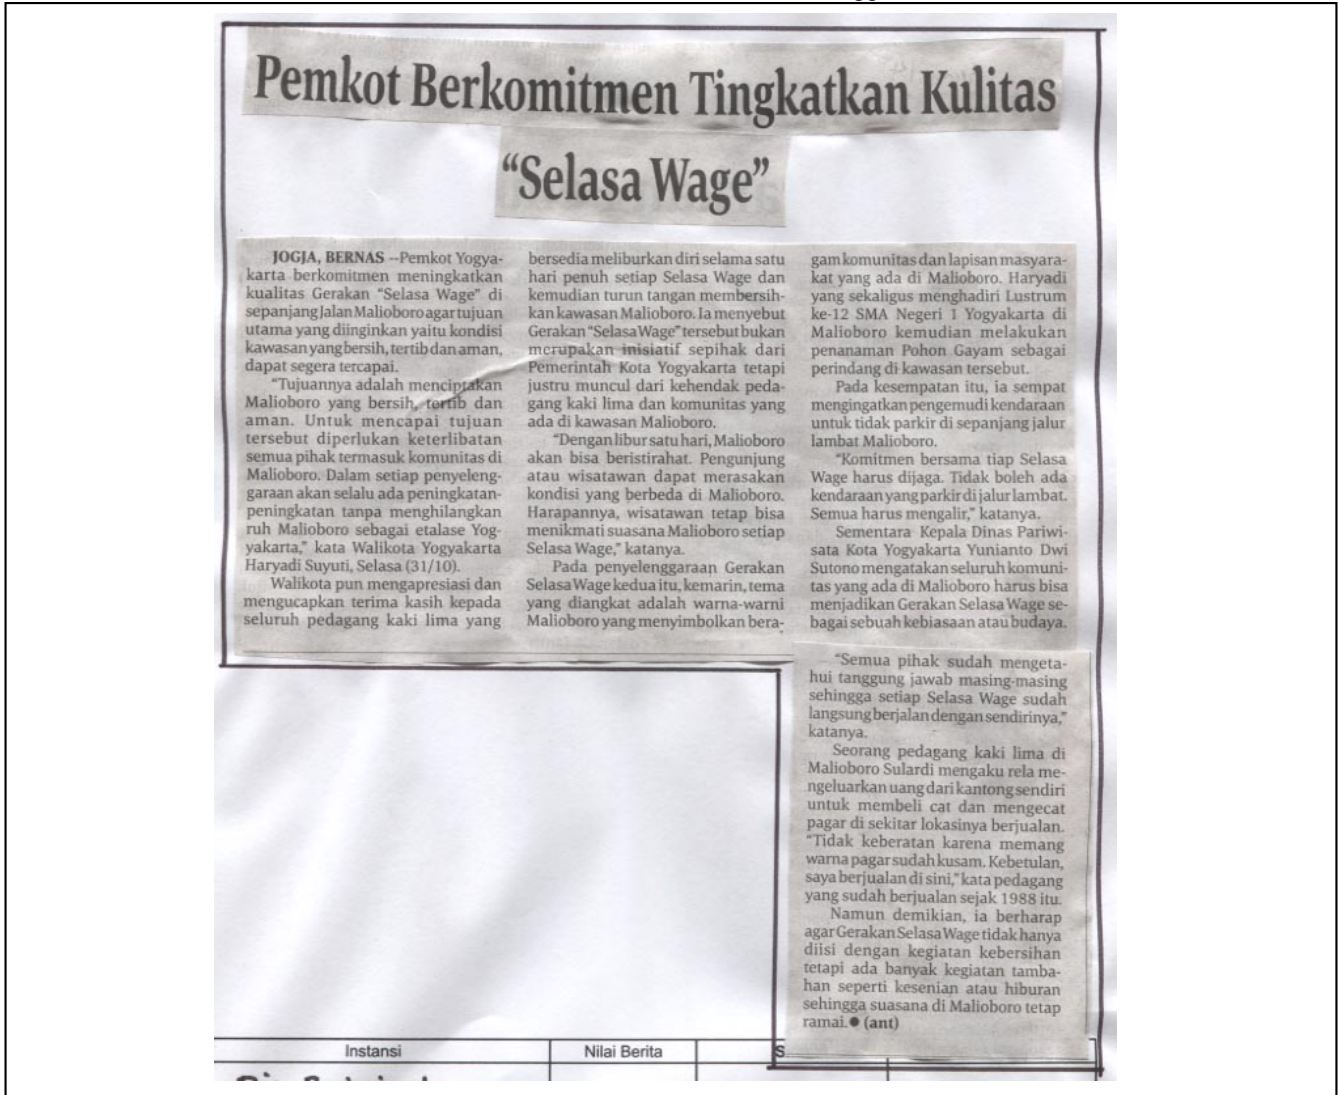 Pemkot Berkomitmen Tingkatkan Kulitas
“Selasa Wage”
JOGJA, BERNAS --Pemkot Yogya-
karta berkomitmen meningkatkan
kualitas Gerakan “Selasa Wage” di
sepanjang Jalan Malioboro agar tujuan
utama yang diinginkan yaitu kondisi
kawasan yang bersih, tertib dan aman,
dapat segera tercapai.
“Tujuannya adalah menciptakan
Malioboro yang bersih, tertib dan
aman. Untuk mencapai tujuan
tersebut diperlukan keterlibatan
semua pihak termasuk komunitas di
Malioboro. Dalam setiap penyeleng-
garaan akan selalu ada peningkatan-
peningkatan tanpa menghilangkan
ruh Malioboro sebagai etalase Yog-
yakarta,” kata Walikota Yogyakarta
Haryadi Suyuti, Selasa (31/10).
Walikota pun mengapresiasi dan
mengucapkan terima kasih kepada
seluruh pedagang kaki lima yang
bersedia meliburkan diri selama satu
hari penuh setiap Selasa Wage dan
kemudian turun tangan membersih-
kan kawasan Malioboro. Ia menyebut
Gerakan “Selasa Wage” tersebut bukan
merupakan inisiatif sepihak dari
Pemerintah Kota Yogyakarta tetapi
justru muncul dari kehendak peda-
gang kaki lima dan komunitas yang
ada di kawasan Malioboro.
“Dengan libur satu hari, Malioboro
akan bisa beristirahat. Pengunjung
atau wisatawan dapat merasakan
kondisi yang berbeda di Malioboro.
Harapannya, wisatawan tetap bisa
menikmati suasana Malioboro setiap
Selasa Wage,” katanya.
Pada penyelenggaraan Gerakan
Selasa Wage kedua itu, kemarin, tema
yang diangkat adalah warna-warni
Malioboro yang menyimbolkan bera-
gam komunitas dan lapisan masyara-
kat yang ada di Malioboro. Haryadi
yang sekaligus menghadiri Lustrum
ke-12 SMA Negeri 1 Yogyakarta di
Malioboro kemudian melakukan
penanaman Pohon Gayam sebagai
perindang di kawasan tersebut.
Pada kesempatan itu, ia sempat
mengingatkan pengemudi kendaraan
untuk tidak parkir di sepanjang jalur
lambat Malioboro.
“Komitmen bersama tiap Selasa
Wage harus dijaga. Tidak boleh ada
kendaraan yang parkir di jalur lambat.
Semua harus mengalir,” katanya.
Sementara Kepala Dinas Pariwi-
sata Kota Yogyakarta Yunianto Dwi
Sutono mengatakan seluruh komuni-
tas yang ada di Malioboro harus bisa
menjadikan Gerakan Selasa Wage se-
bagai sebuah kebiasaan atau budaya.
“Semua pihak sudah mengeta-
hui tanggung jawab masing-masing
sehingga setiap Selasa Wage sudah
langsung berjalan dengan sendirinya,”
katanya.
Seorang pedagang kaki lima di
Malioboro Sulardi mengaku rela me-
ngeluarkan uang dari kantong sendiri
untuk membeli cat dan mengecat
pagar di sekitar lokasinya berjualan.
“Tidak keberatan karena memang
warna pagar sudah kusam. Kebetulan,
saya berjualan di sini,” kata pedagang
yang sudah berjualan sejak 1988 itu.
Namun demikian, ia berharap
agar Gerakan Selasa Wage tidak hanya
diisi dengan kegiatan kebersihan
tetapi ada banyak kegiatan tamba-
han seperti kesenian atau hiburan
sehingga suasana di Malioboro tetap
ramai.● (ant)
Instansi Nilai Berita S